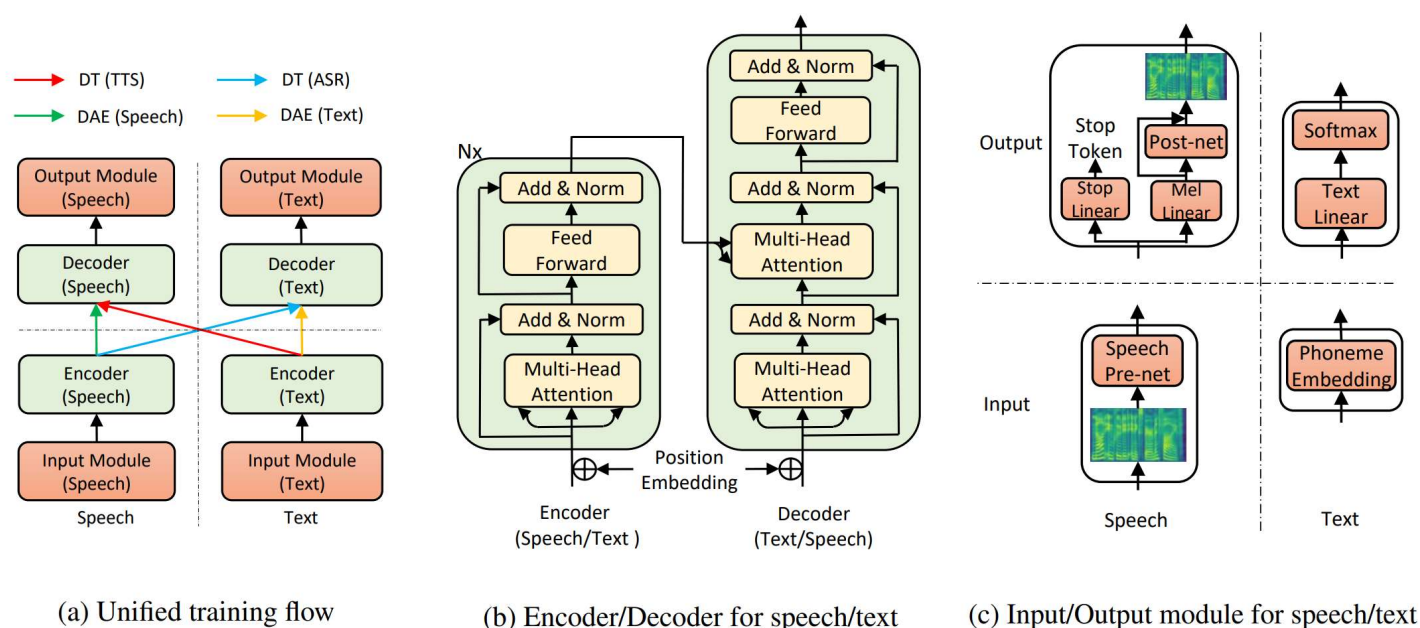 DT (TTS)
DT (ASR)
DAE (Speech)
DAE (Text)
Output Module
(Speech)
Output Module
(Text)
Decoder
(Speech)
Decoder
(Text)
Encoder
(Speech)
Encoder
(Text)
Input Module
(Speech)
Input Module
(Text)
Speech
Text
(a) Unified training flow
Nx
Add & Norm
Feed
Forward
Add & Norm
Multi-Head
Attention
Add & Norm
Feed
Forward
Add & Norm
Multi-Head
Attention
Add & Norm
Multi-Head
Attention
Position
Embedding
Encoder
(Speech/Text )
Decoder
(Text/Speech)
(b) Encoder/Decoder for speech/text
Output
Stop
Token
Post-net
Stop
Linear
Mel
Linear
Softmax
Text
Linear
Input
Speech
Pre-net
Phoneme
Embedding
Speech
Text
(c) Input/Output module for speech/text